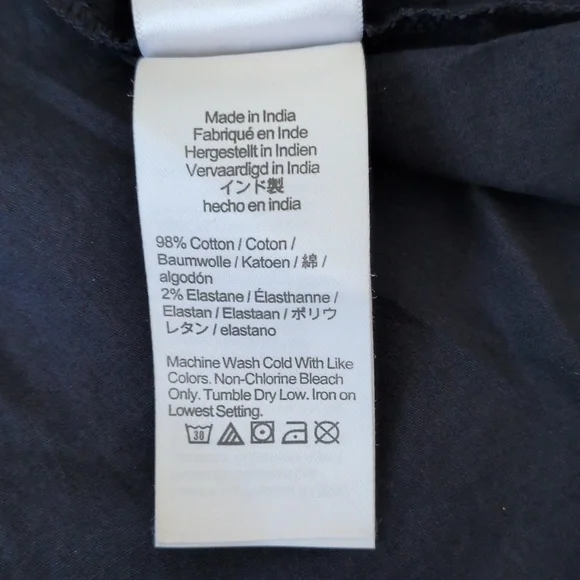 Made in India
Fabriqué en Inde
Hergestellt in Indien
Vervaardigd in India
インド製
hecho en india
98% Cotton / Coton /
Baumwolle / Katoen / 綿 /
algodón
2% Elastane / Élasthanne /
Elastan / Elastaan / ポリウ
レタン / elastano
Machine Wash Cold With Like
Colors. Non-Chlorine Bleach
Only. Tumble Dry Low. Iron on
Lowest Setting.
30